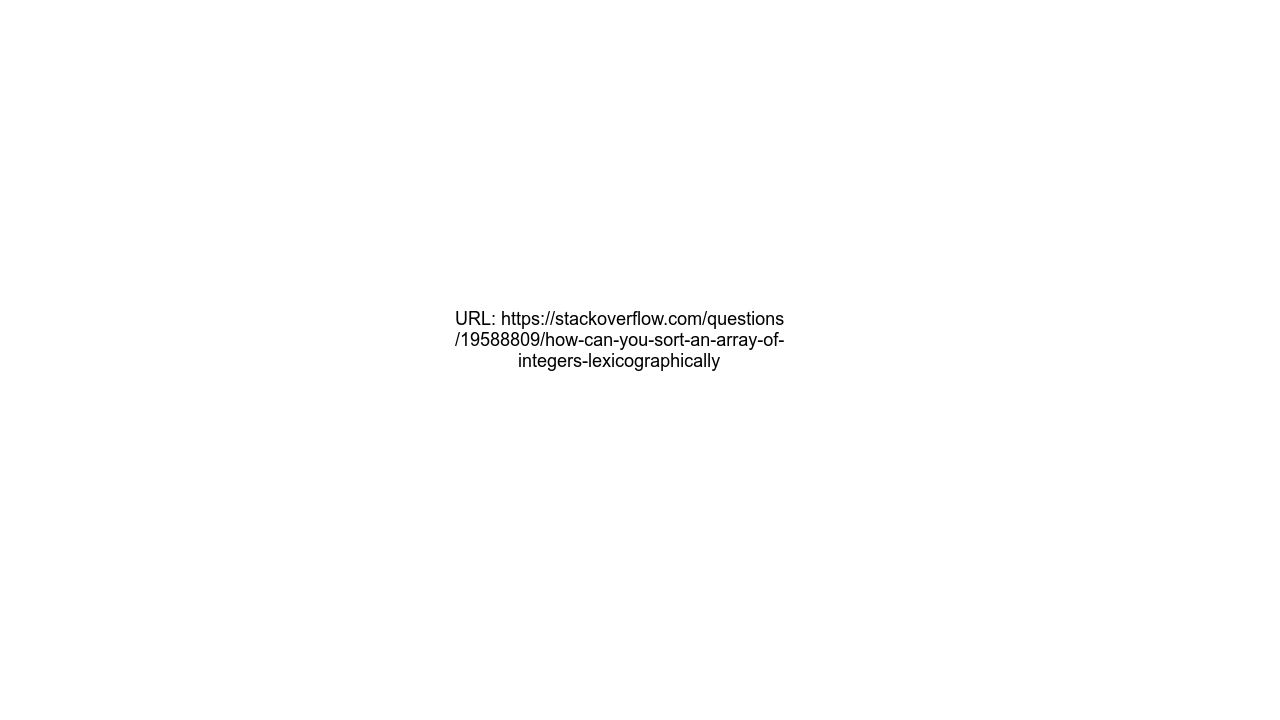 URL: https://stackoverflow.com/questions
/19588809/how-can-you-sort-an-array-of-
integers-lexicographically